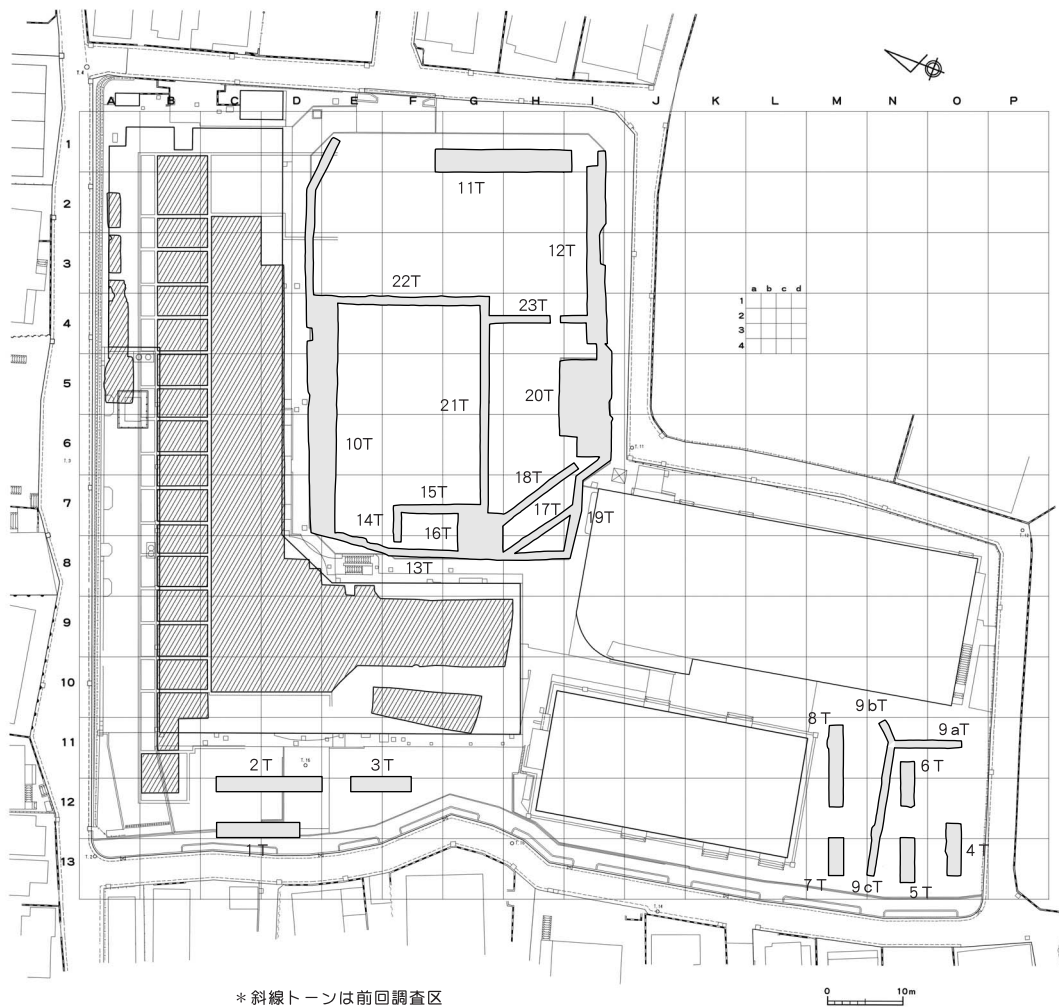 A B C D E F G H I J K L M N O P
1
2
3
4
5
6
7
8
9
10
11
12
13
11T
12T
22T
23T
a b c d
1
2
3
4
21T
20T
10T
18T
15T
17T
14T
16T
19T
13T
9bT
8T
9aT
2T
3T
6T
1T
4T
7T
9cT
5T
*斜線トーンは前回調査区
0 10m